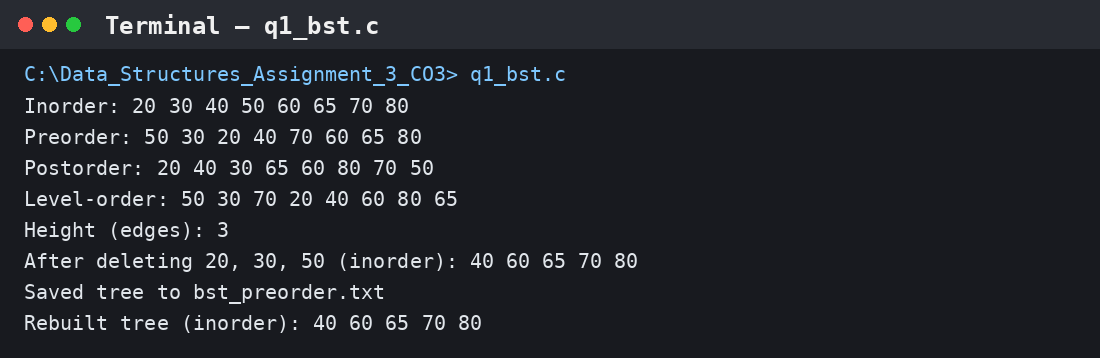 Terminal — q1_bst.c
C:\Data_Structures_Assignment_3_CO3> q1_bst.c
Inorder: 20 30 40 50 60 65 70 80
Preorder: 50 30 20 40 70 60 65 80
Postorder: 20 40 30 65 60 80 70 50
Level-order: 50 30 70 20 40 60 80 65
Height (edges): 3
After deleting 20, 30, 50 (inorder): 40 60 65 70 80
Saved tree to bst_preorder.txt
Rebuilt tree (inorder): 40 60 65 70 80